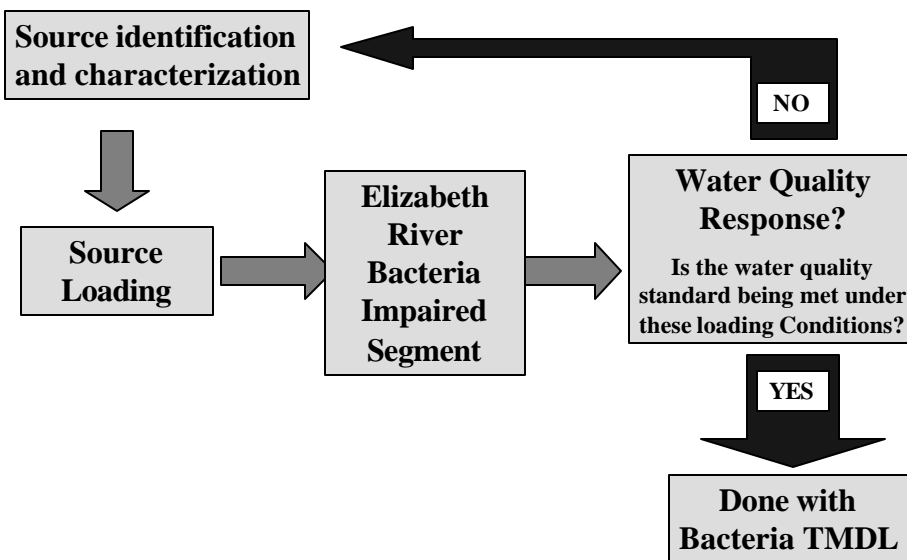 Source identification
and characterization
NO
Source
Loading
Elizabeth
River
Bacteria
Impaired
Segment
Water Quality
Response?
Is the water quality
standard being met under
these loading Conditions?
YES
Done with
Bacteria TMDL